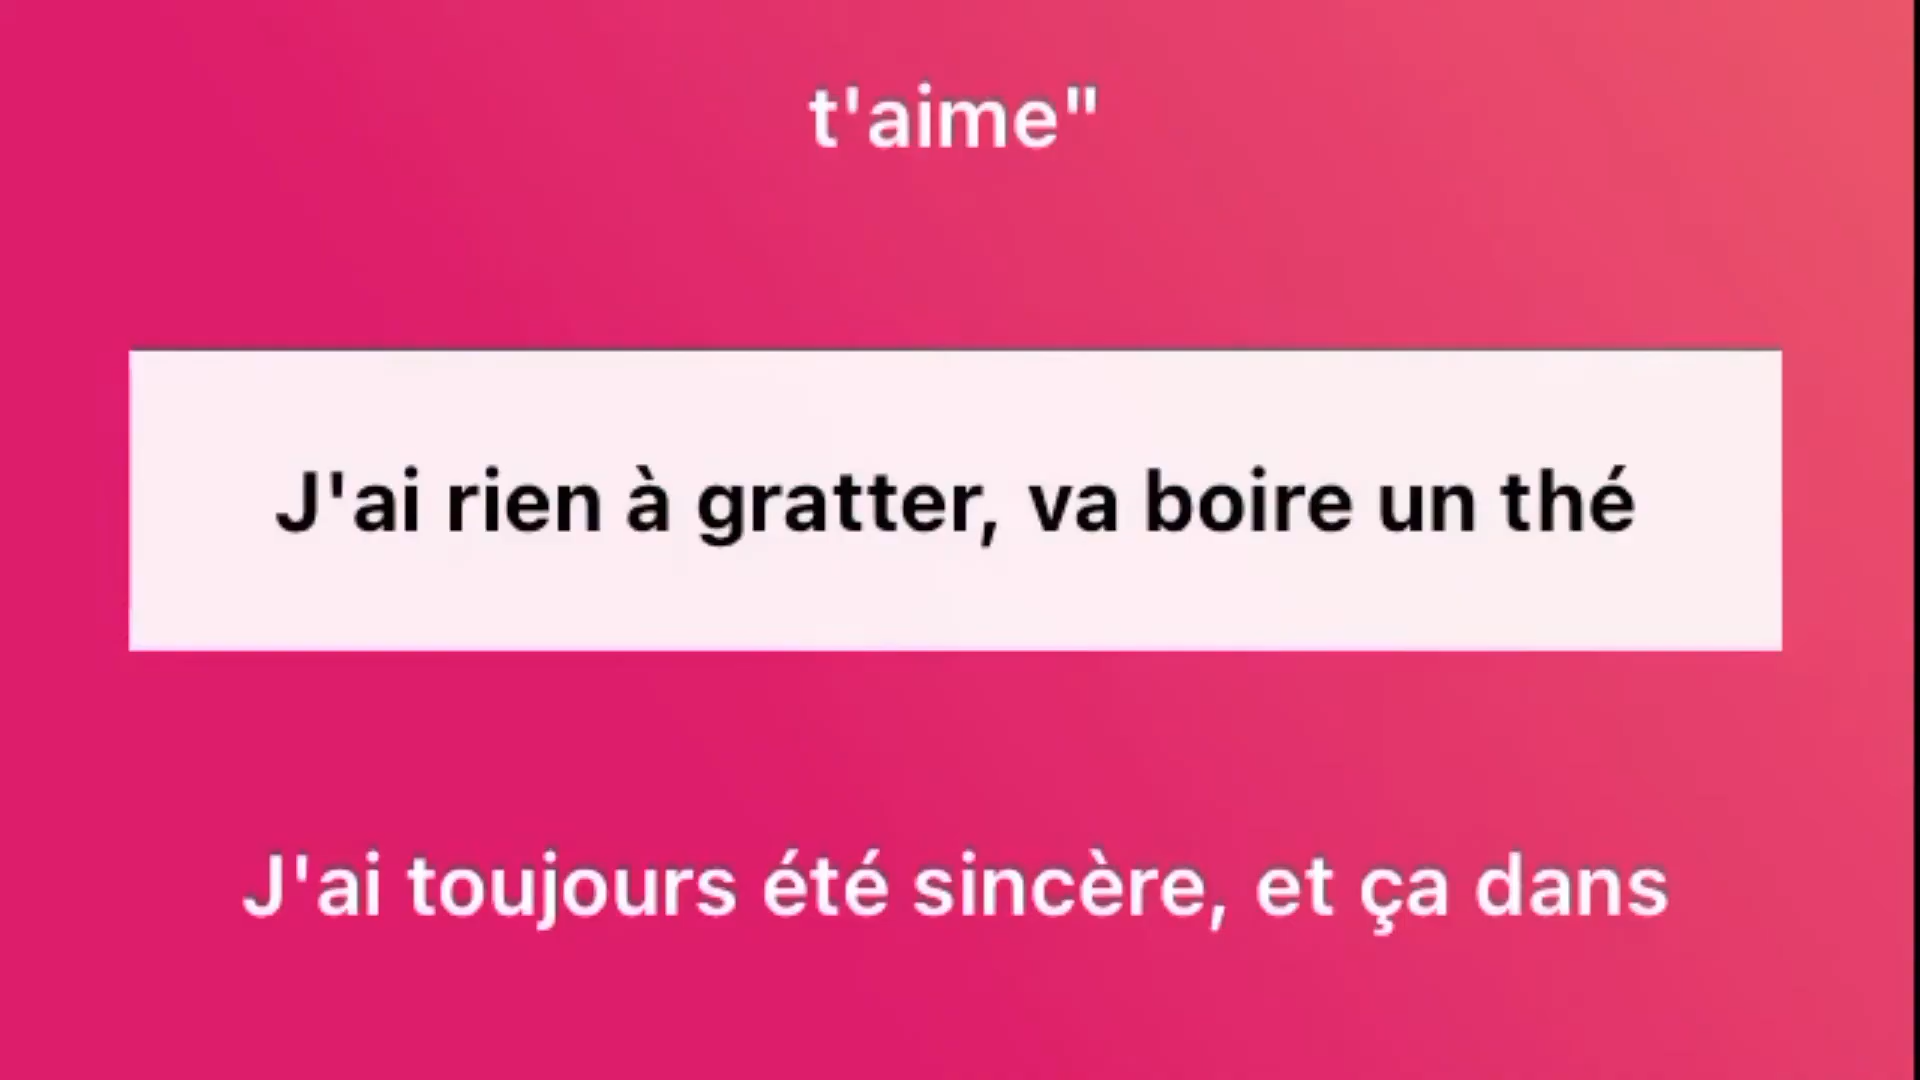 t'aime"
J'ai rien à gratter, va boire un thé
J'ai toujours été sincère, et ça dans